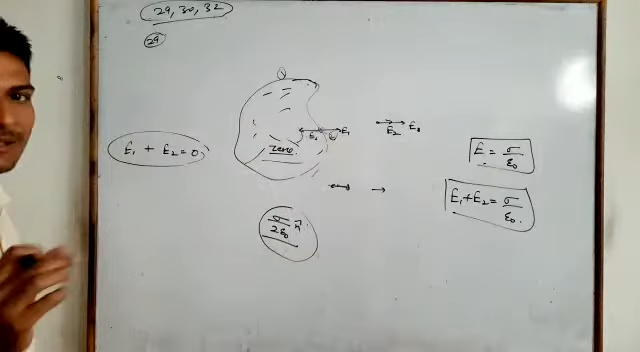 29, 30, 32
29
Q
E₁
E₂
E₂ E₁
zero
E₁ + E₂ = 0
E = σ/ε₀
E₁+E₂ = σ/ε₀.
σ/2ε₀ n̂